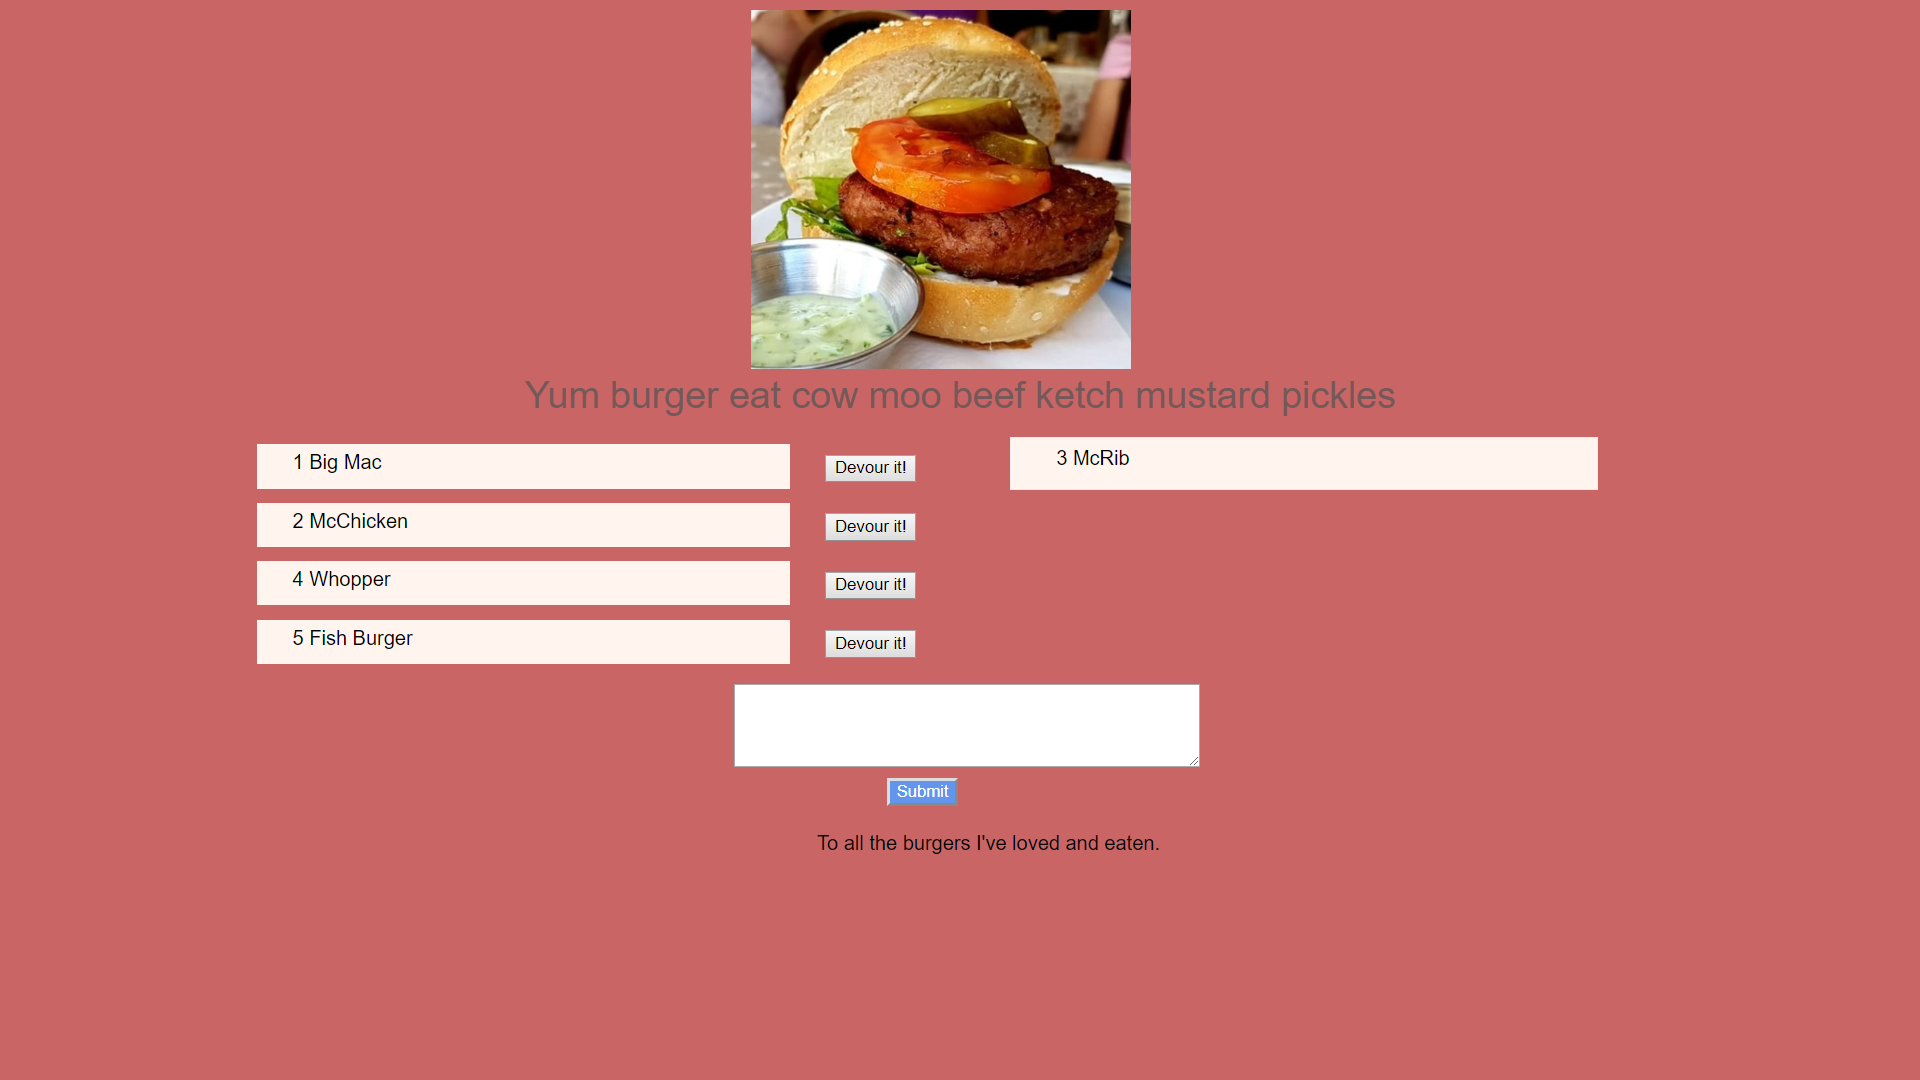 Yum burger eat cow moo beef ketch mustard pickles
1 Big Mac
Devour it!
2 McChicken
Devour it!
4 Whopper
Devour it!
5 Fish Burger
Devour it!
3 McRib
Submit
To all the burgers I've loved and eaten.